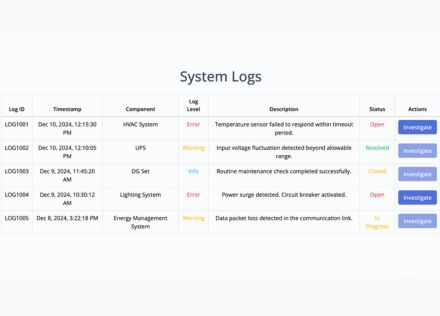 System Logs
Log ID Timestamp Component Log Level Description Status Actions
LOG1001 Dec 10, 2024, 12:15:30 PM HVAC System Error Temperature sensor failed to respond within timeout period. Open Investigate
LOG1002 Dec 10, 2024, 12:10:05 PM UPS Warning Input voltage fluctuation detected beyond allowable range. Resolved Investigate
LOG1003 Dec 9, 2024, 11:45:20 AM DG Set Info Routine maintenance check completed successfully. Closed Investigate
LOG1004 Dec 9, 2024, 10:30:12 AM Lighting System Error Power surge detected. Circuit breaker activated. Open Investigate
LOG1005 Dec 8, 2024, 3:22:18 PM Energy Management System Warning Data packet loss detected in the communication link. In Progress Investigate